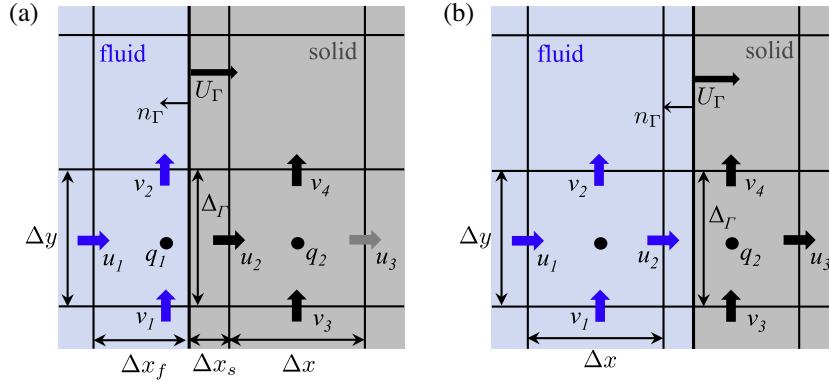 (a)
fluid
solid
U_Γ
n_Γ
v_2
v_4
Δy
Δ_Γ
u_1
q_1
u_2
q_2
u_3
v_1
v_3
Δx_f
Δx_s
Δx
(b)
fluid
solid
U_Γ
n_Γ
v_2
v_4
Δy
Δ_Γ
u_1
u_2
q_2
u_3
v_1
v_3
Δx